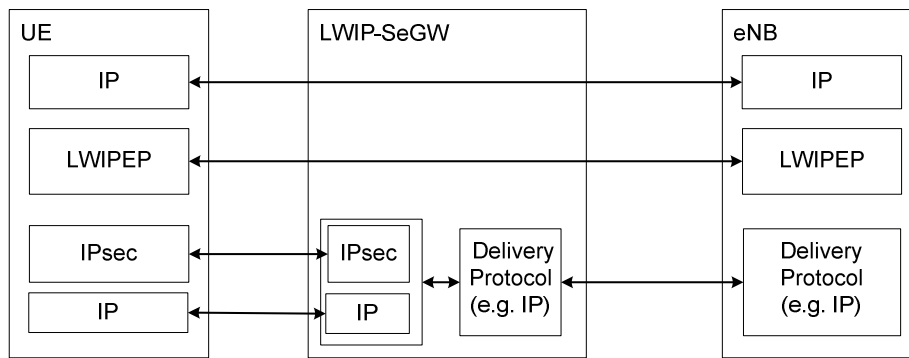 UE
LWIP-SeGW
eNB
IP
IP
LWIPEP
LWIPEP
IPsec
IPsec
Delivery
Protocol
(e.g. IP)
Delivery
Protocol
(e.g. IP)
IP
IP